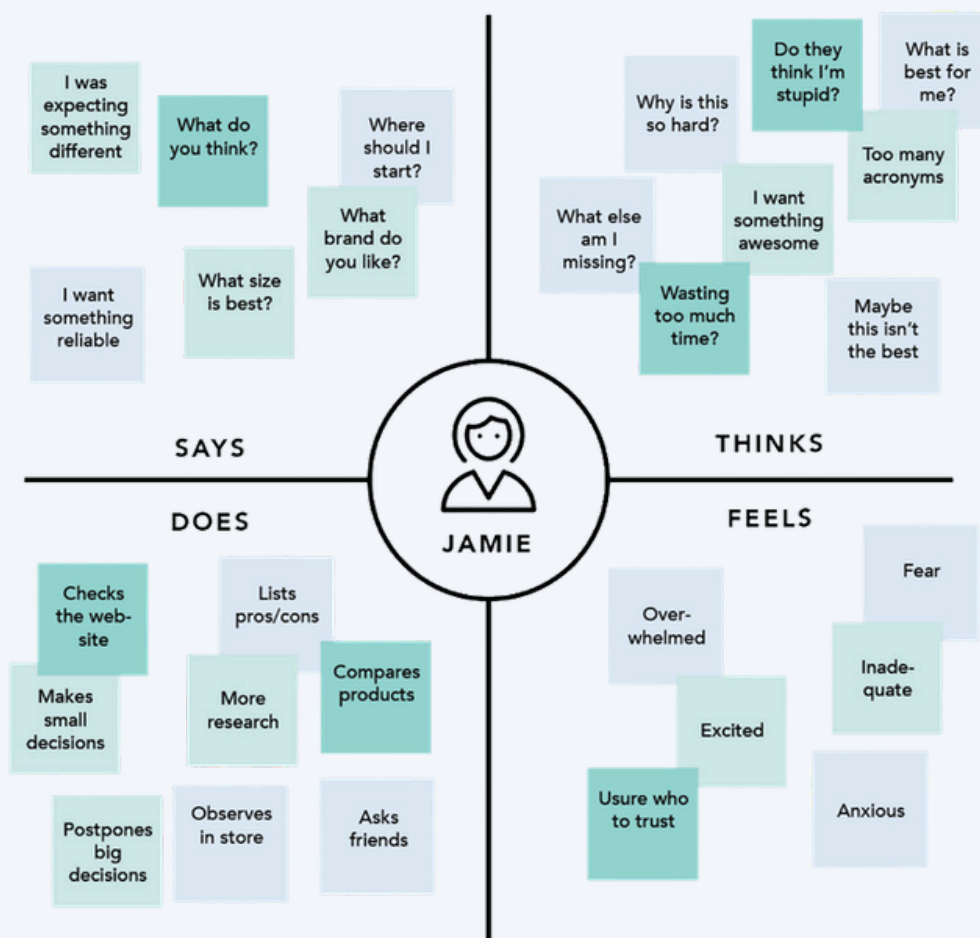 I was
expecting
something
different
What do
you think?
Where
should I
start?
What
brand do
you like?
What size
is best?
I want
something
reliable
SAYS
Do they
think I'm
stupid?
What is
best for
me?
Why is this
so hard?
Too many
acronyms
I want
something
awesome
What else
am I
missing?
Wasting
too much
time?
Maybe
this isn't
the best
THINKS
JAMIE
DOES
Checks
the web-
site
Lists
pros/cons
Compares
products
Makes
small
decisions
More
research
Postpones
big
decisions
Observes
in store
Asks
friends
FEELS
Fear
Over-
whelmed
Inade-
quate
Excited
Usure who
to trust
Anxious